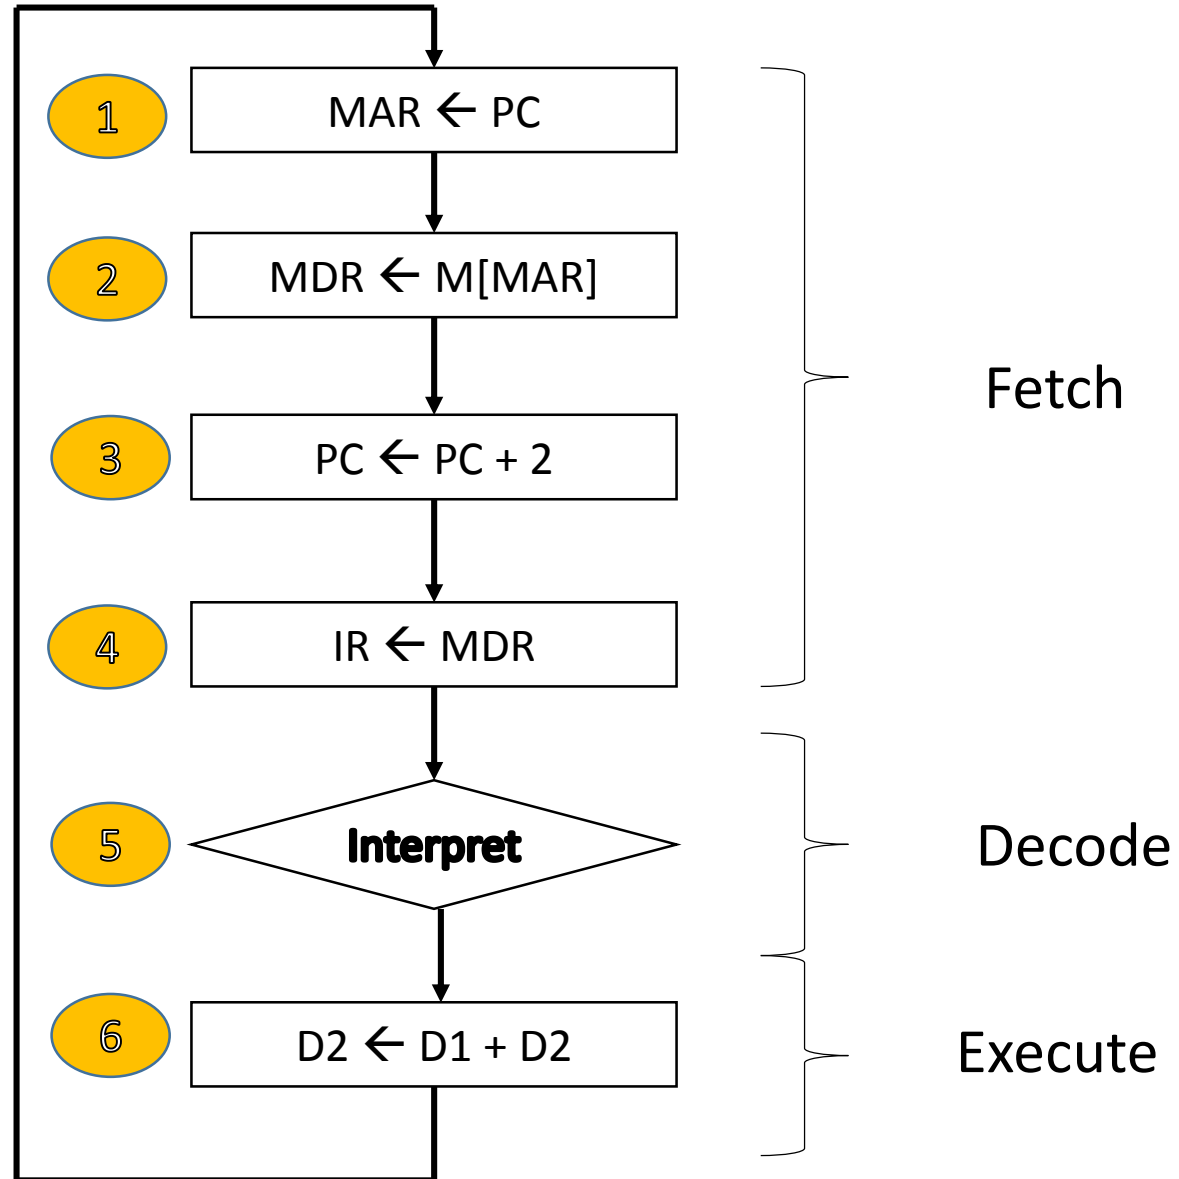 1
MAR ← PC
2
MDR ← M[MAR]
3
PC ← PC + 2
Fetch
4
IR ← MDR
5
Interpret
Decode
6
D2 ← D1 + D2
Execute